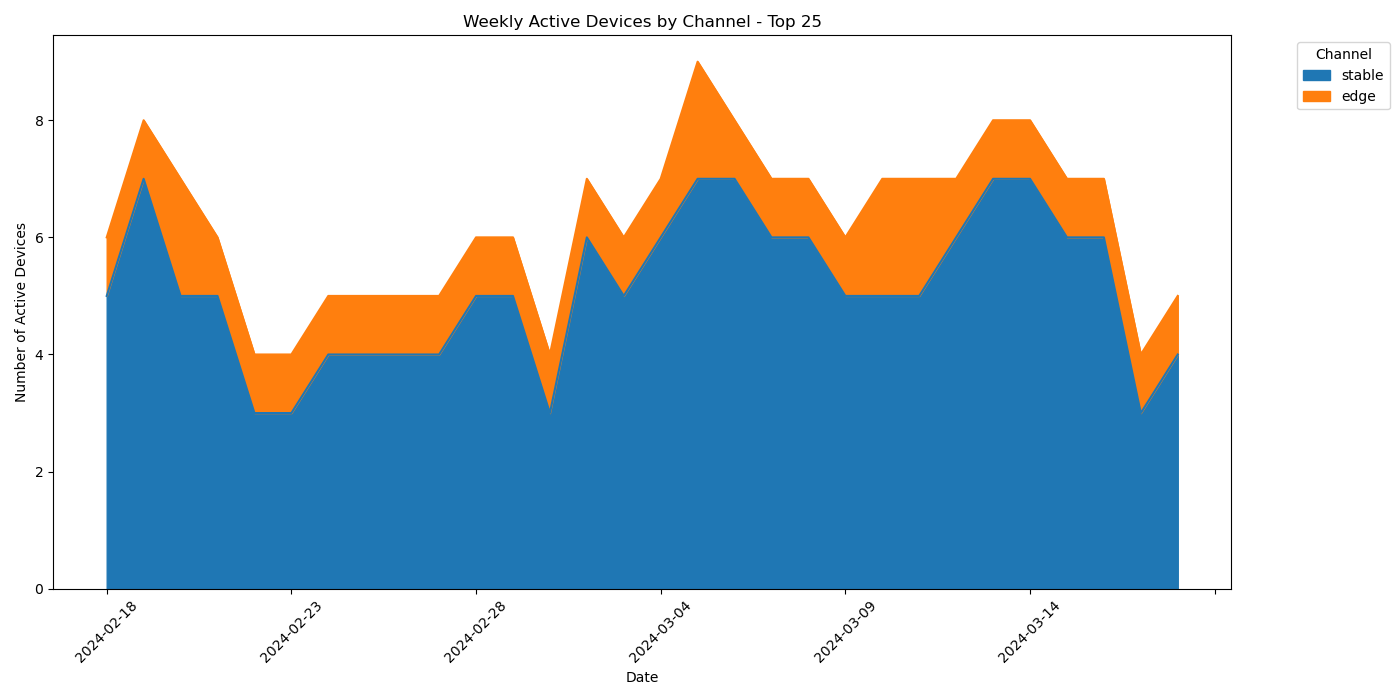 Weekly Active Devices by Channel - Top 25
Channel
stable
edge
Number of Active Devices
8
6
4
2
0
2024-02-18
2024-02-23
2024-02-28
2024-03-04
2024-03-09
2024-03-14
Date